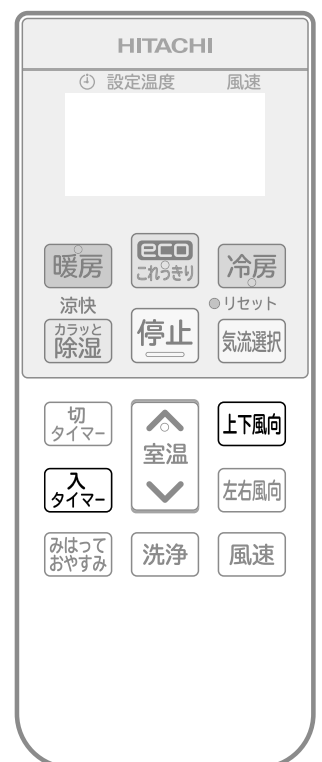 HITACHI
設定温度 風速
暖房
eco
これっきり
冷房
涼快
カラッと
除湿
停止
リセット
気流選択
切
タイマー
室温
上下風向
入
タイマー
左右風向
みはって
おやすみ
洗浄
風速